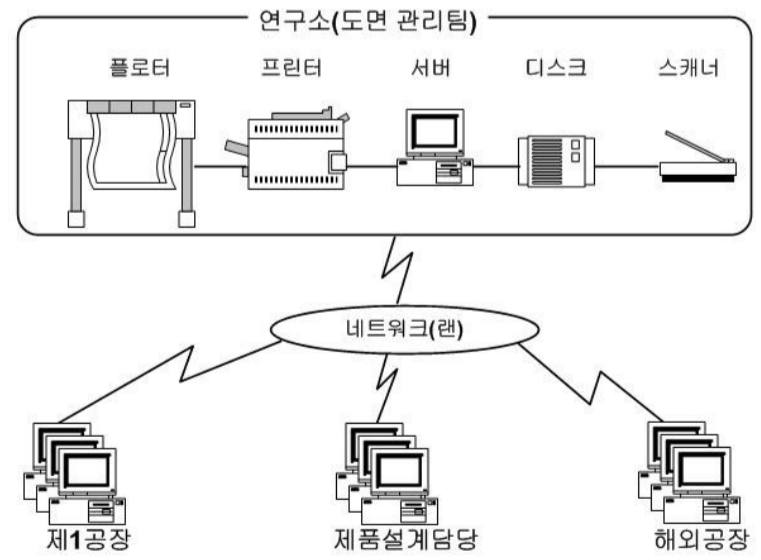 연구소(도면 관리팀)
플로터 프린터 서버 디스크 스캐너
네트워크(랜)
제1공장 제품설계담당 해외공장